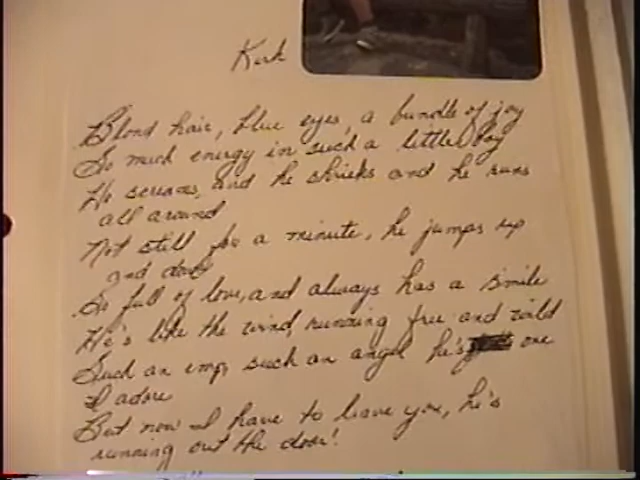 Kirk
Blond hair, blue eyes, a bundle of joy
So much energy in such a little boy
He screams, and he shrieks and he runs
all around
Not still for a minute, he jumps up
and down
So full of love, and always has a smile
He's like the wind, running free and wild
Such an imp, such an angel he's one
I adore
But now I have to leave you, he's
running out the door!